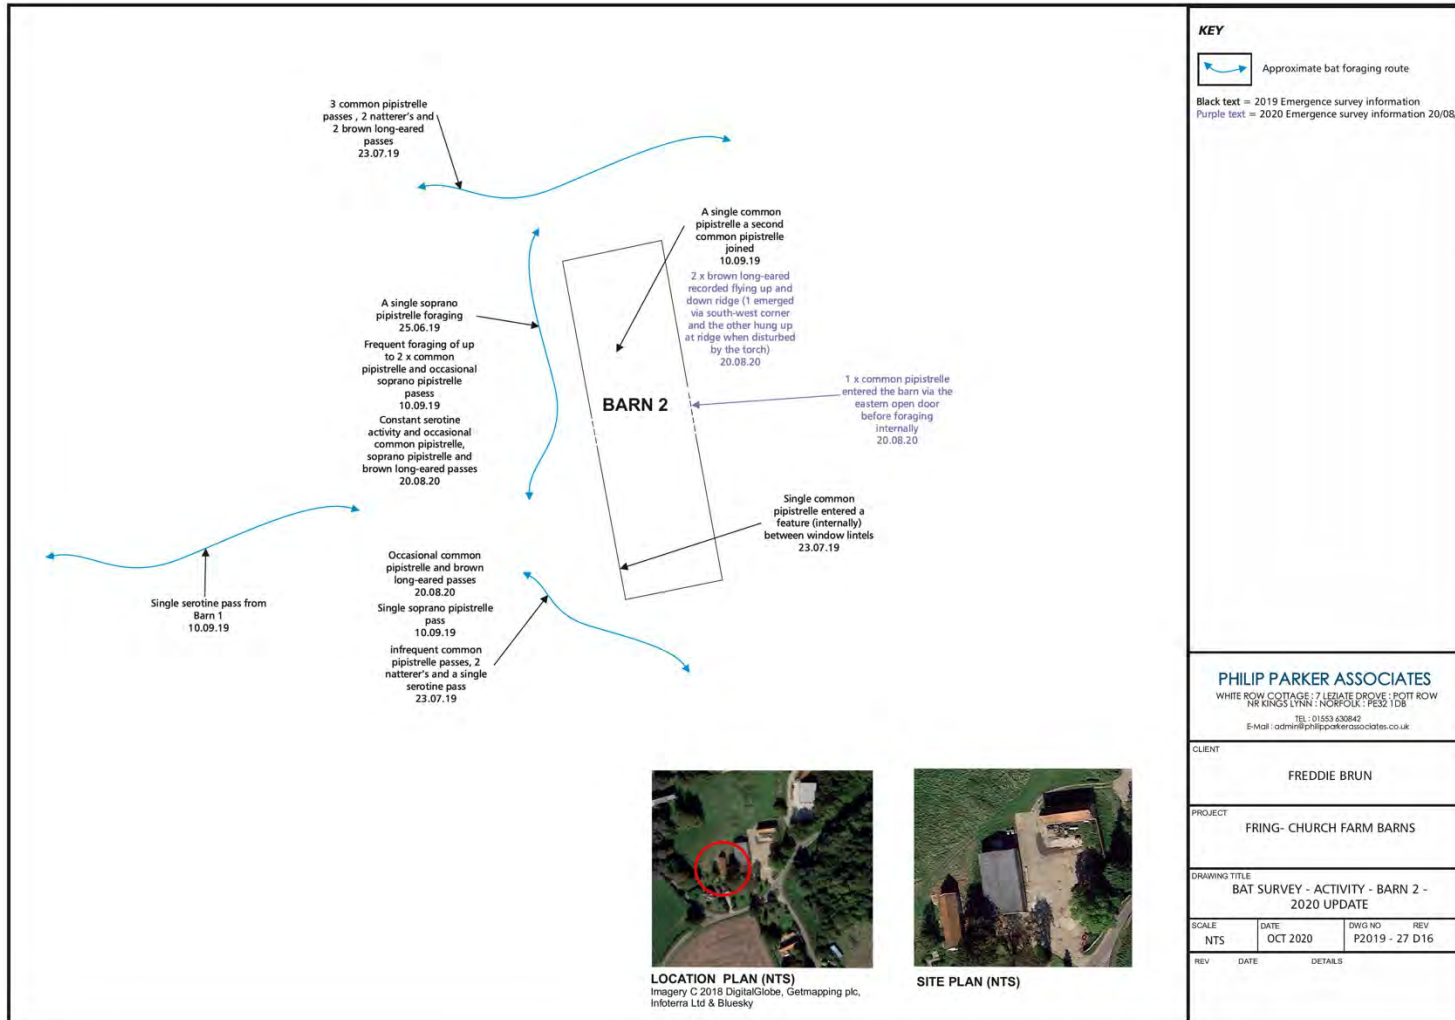 3 common pipistrelle
passes , 2 natterer's and
2 brown long-eared
passes
23.07.19
A single common
pipistrelle a second
common pipistrelle
joined
10.09.19
2 x brown long-eared
recorded flying up and
down ridge (1 emerged
via south-west corner
and the other hung up
at ridge when disturbed
by the torch)
20.08.20
A single soprano
pipistrelle foraging
25.06.19
Frequent foraging of up
to 2 x common
pipistrelle and occasional
soprano pipistrelle
pasess
10.09.19
Constant serotine
activity and occasional
common pipistrelle,
soprano pipistrelle and
brown long-eared passes
20.08.20
BARN 2
1 x common pipistrelle
entered the barn via the
eastern open door
before foraging
internally
20.08.20
Single common
pipistrelle entered a
feature (internally)
between window lintels
23.07.19
Single serotine pass from
Barn 1
10.09.19
Occasional common
pipistrelle and brown
long-eared passes
20.08.20
Single soprano pipistrelle
pass
10.09.19
infrequent common
pipistrelle passes, 2
natterer's and a single
serotine pass
23.07.19
LOCATION PLAN (NTS)
Imagery C 2018 DigitalGlobe, Getmapping plc,
Infoterra Ltd & Bluesky
SITE PLAN (NTS)
KEY
Approximate bat foraging route
Black text = 2019 Emergence survey information
Purple text = 2020 Emergence survey information 20/08/
PHILIP PARKER ASSOCIATES
WHITE ROW COTTAGE : 7 LEZIATE DROVE : POTT ROW
NR KINGS LYNN : NORFOLK : PE32 1DB
TEL : 01553 630842
E-Mail : admin@philipparkerassociates.co.uk
CLIENT
FREDDIE BRUN
PROJECT
FRING- CHURCH FARM BARNS
DRAWING TITLE
BAT SURVEY - ACTIVITY - BARN 2 -
2020 UPDATE
SCALE DATE DWG NO REV
NTS OCT 2020 P2019 - 27 D16
REV DATE DETAILS